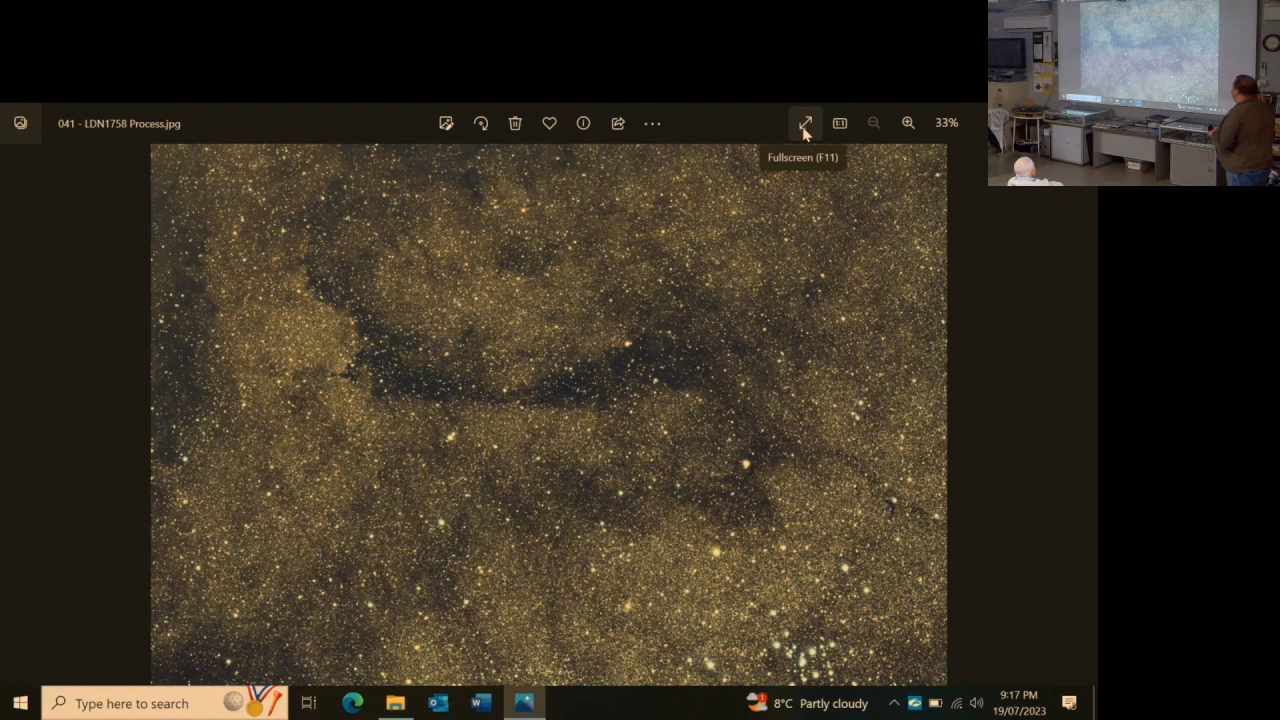 041 - LDN1758 Process.jpg
33%
Fullscreen (F11)
Type here to search
1
8°C Partly cloudy
9:17 PM
19/07/2023